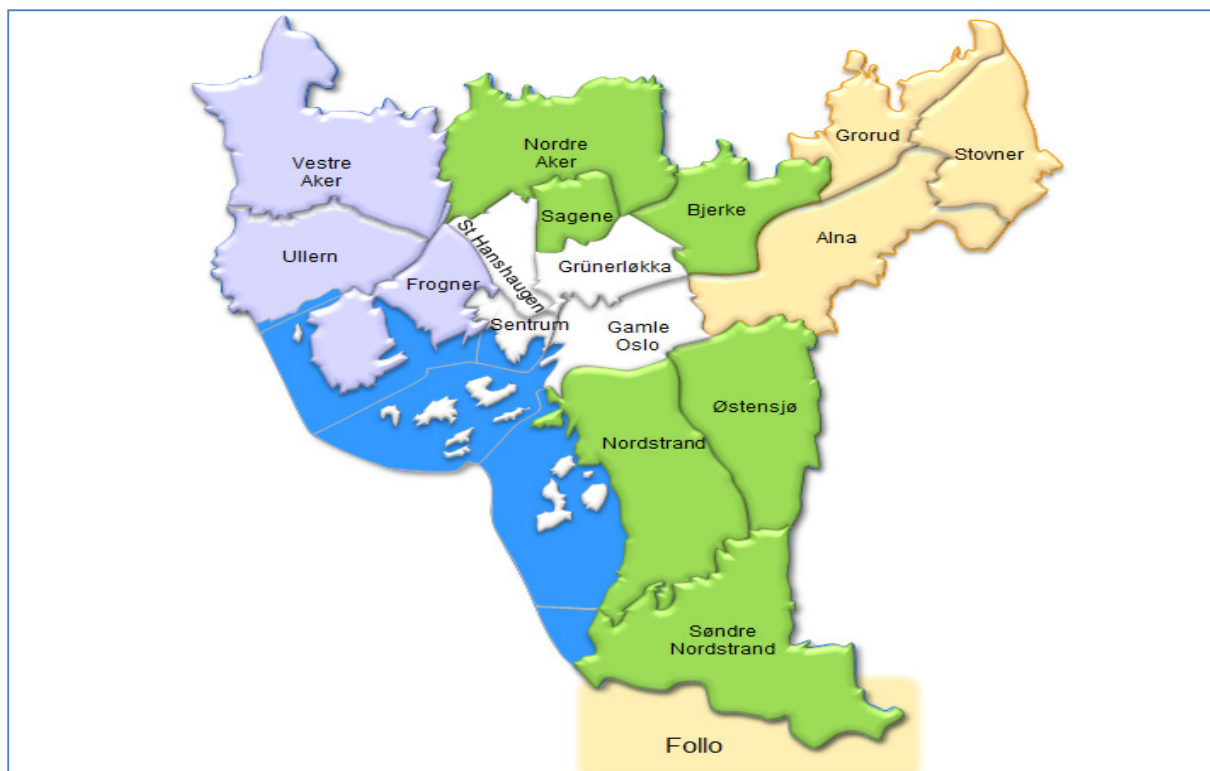 Grorud
Stovner
Nordre
Aker
Vestre
Aker
Sagene
Bjerke
Alna
St Hanshaugen
Ullern
Grünerløkka
Frogner
Sentrum
Gamle
Oslo
Østensjø
Nordstrand
Søndre
Nordstrand
Follo